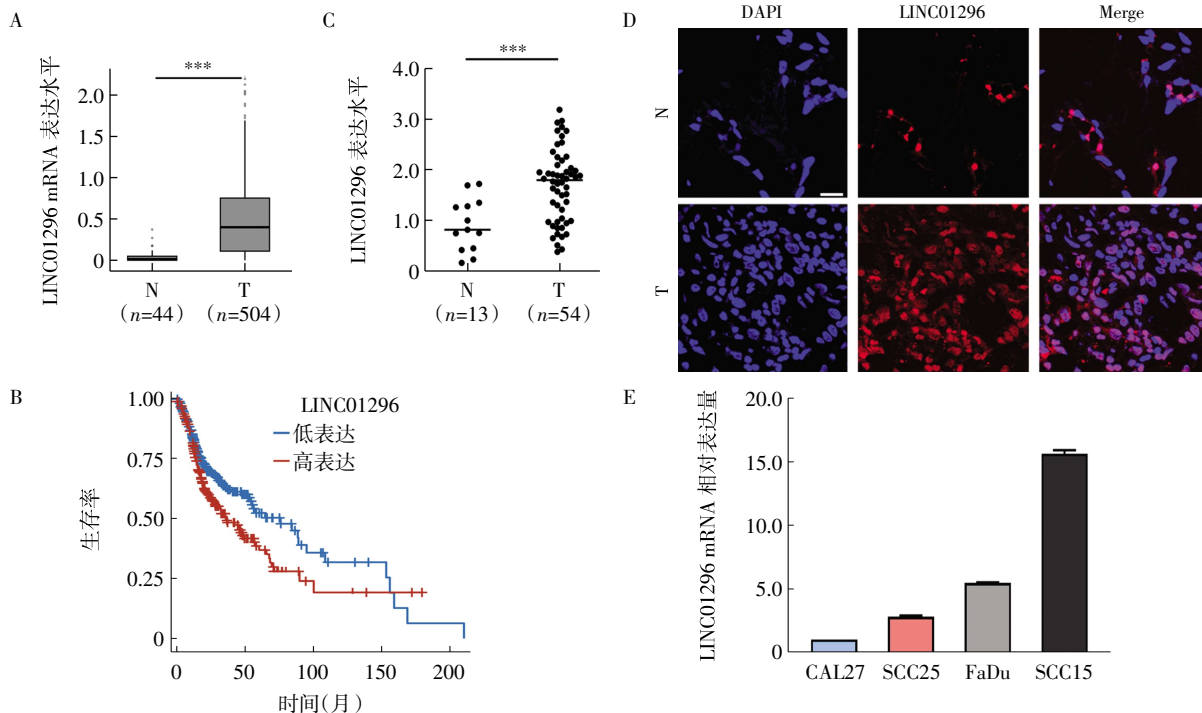 A
LINC01296 mRNA 表达水平
2.0
1.5
1.0
0.5
0
***
N
T
（n=44）
（n=504）
C
LINC01296 表达水平
4.0
3.0
2.0
1.0
0
***
N
T
（n=13）
（n=54）
D
DAPI
LINC01296
Merge
N
T
B
生存率
1.00
0.75
0.50
0.25
0
LINC01296
低表达
高表达
0
50
100
150
200
时间(月)
E
LINC01296 mRNA 相对表达量
20.0
15.0
10.0
5.0
0
CAL27
SCC25
FaDu
SCC15